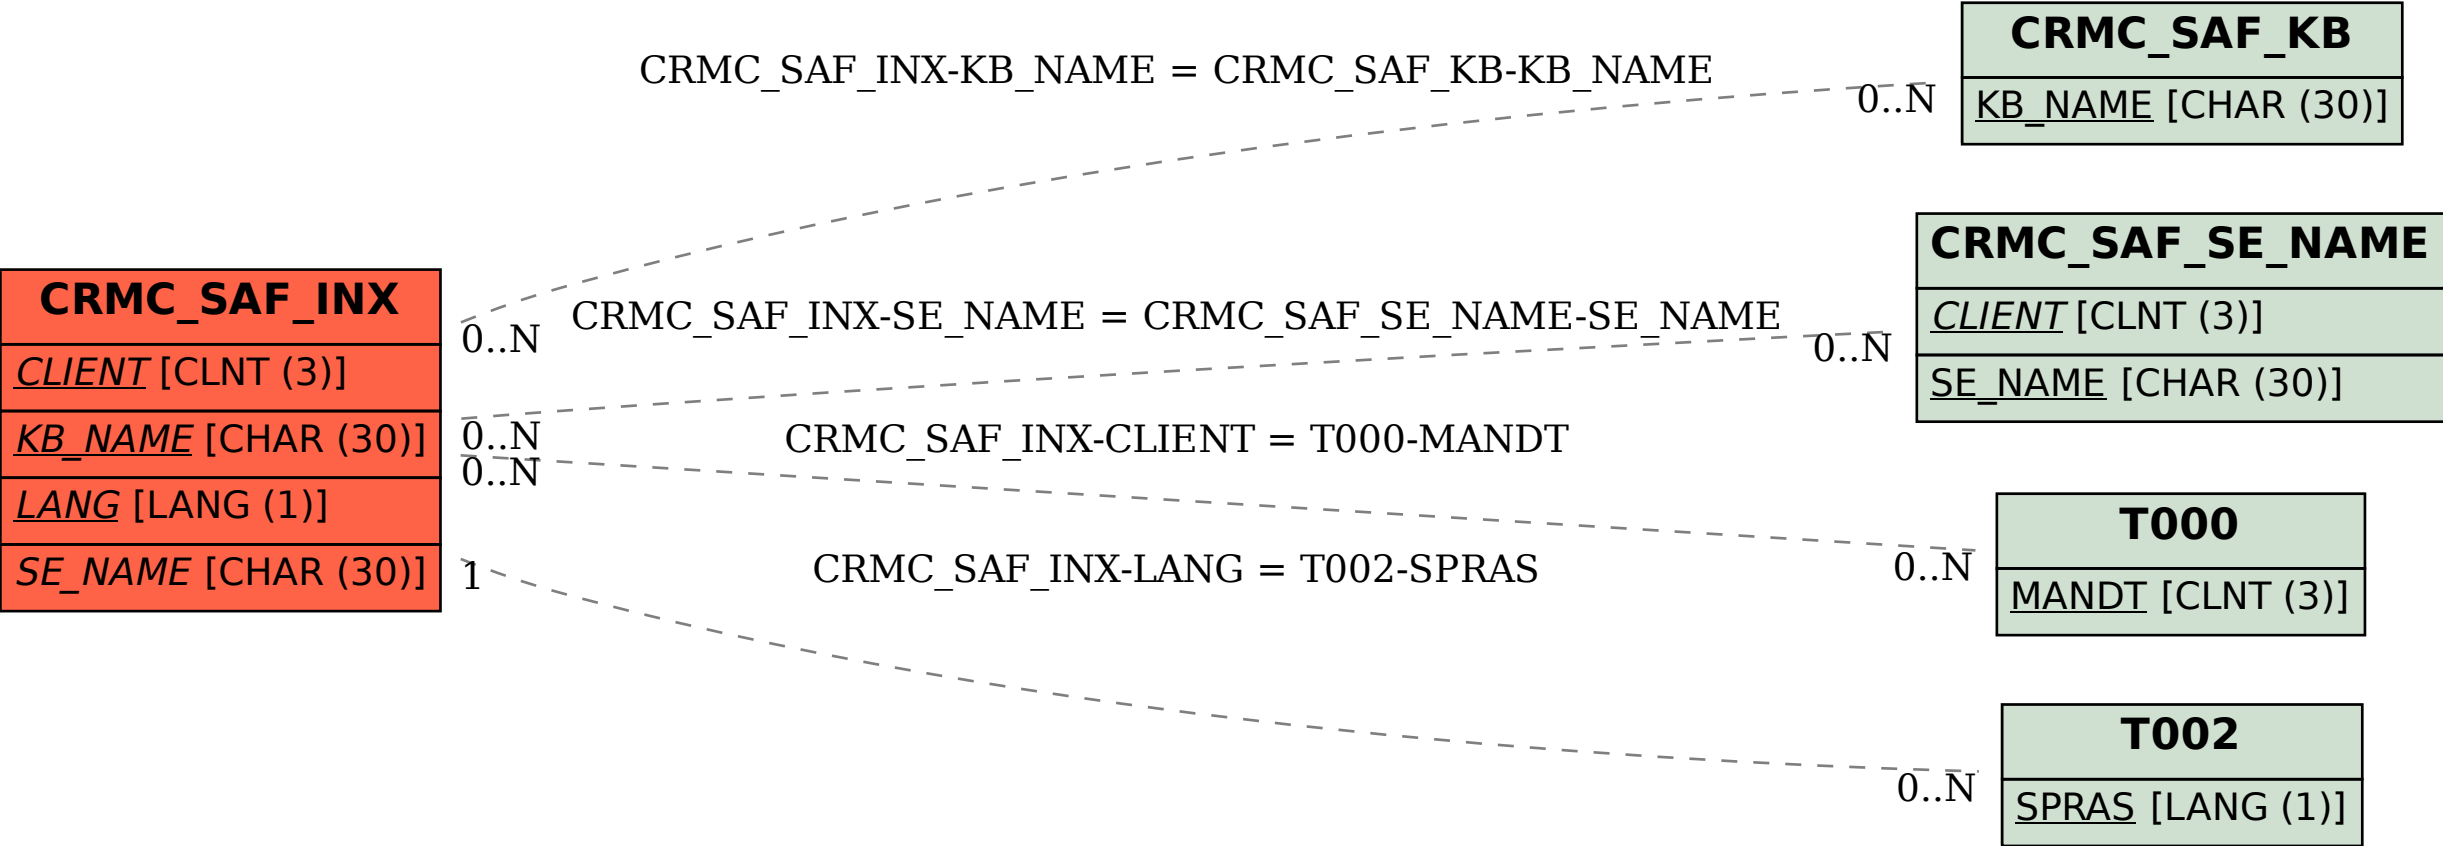 CRMC_SAF_INX
CLIENT [CLNT (3)]
KB_NAME [CHAR (30)]
LANG [LANG (1)]
SE_NAME [CHAR (30)]
CRMC_SAF_INX-KB_NAME = CRMC_SAF_KB-KB_NAME
0..N
0..N
CRMC_SAF_INX-SE_NAME = CRMC_SAF_SE_NAME-SE_NAME
0..N
0..N
CRMC_SAF_INX-CLIENT = T000-MANDT
0..N
0..N
CRMC_SAF_INX-LANG = T002-SPRAS
1
0..N
CRMC_SAF_KB
KB_NAME [CHAR (30)]
CRMC_SAF_SE_NAME
CLIENT [CLNT (3)]
SE_NAME [CHAR (30)]
T000
MANDT [CLNT (3)]
T002
SPRAS [LANG (1)]